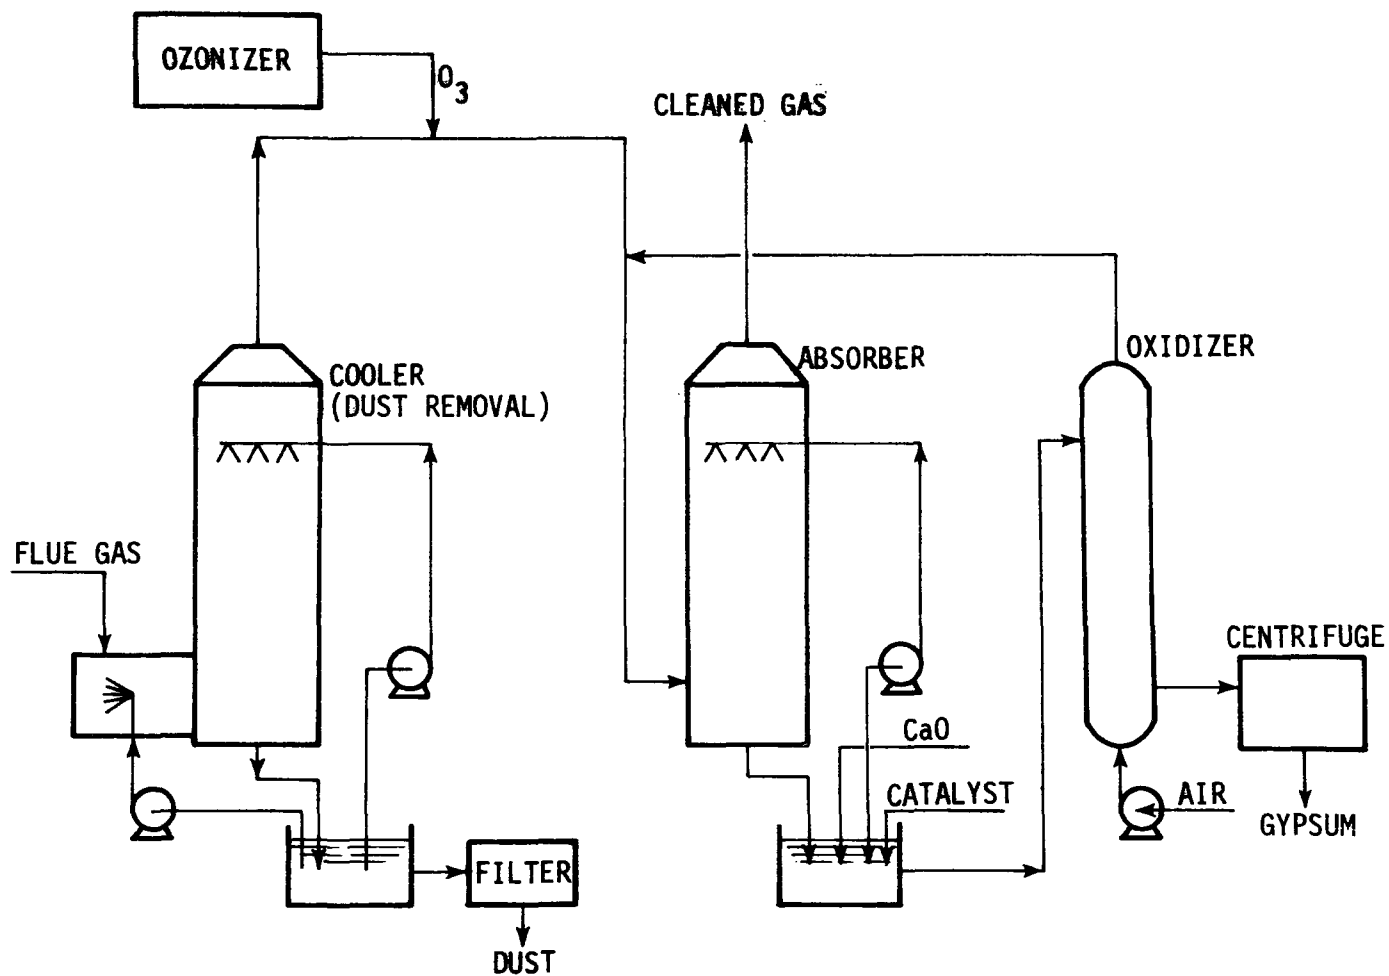 OZONIZER
O3
CLEANED GAS
OXIDIZER
ABSORBER
COOLER
(DUST REMOVAL)
FLUE GAS
CENTRIFUGE
CaO
CATALYST
AIR
GYPSUM
FILTER
DUST